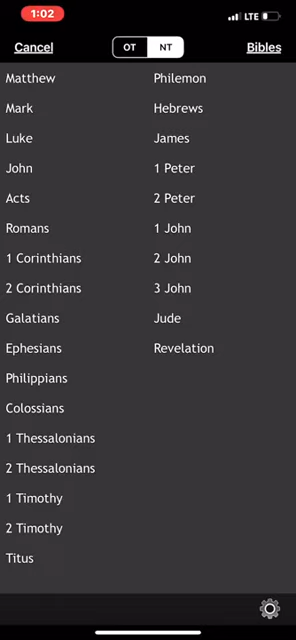 1:02
LTE
Cancel
OT
NT
Bibles
Matthew
Mark
Luke
John
Acts
Romans
1 Corinthians
2 Corinthians
Galatians
Ephesians
Philippians
Colossians
1 Thessalonians
2 Thessalonians
1 Timothy
2 Timothy
Titus
Philemon
Hebrews
James
1 Peter
2 Peter
1 John
2 John
3 John
Jude
Revelation